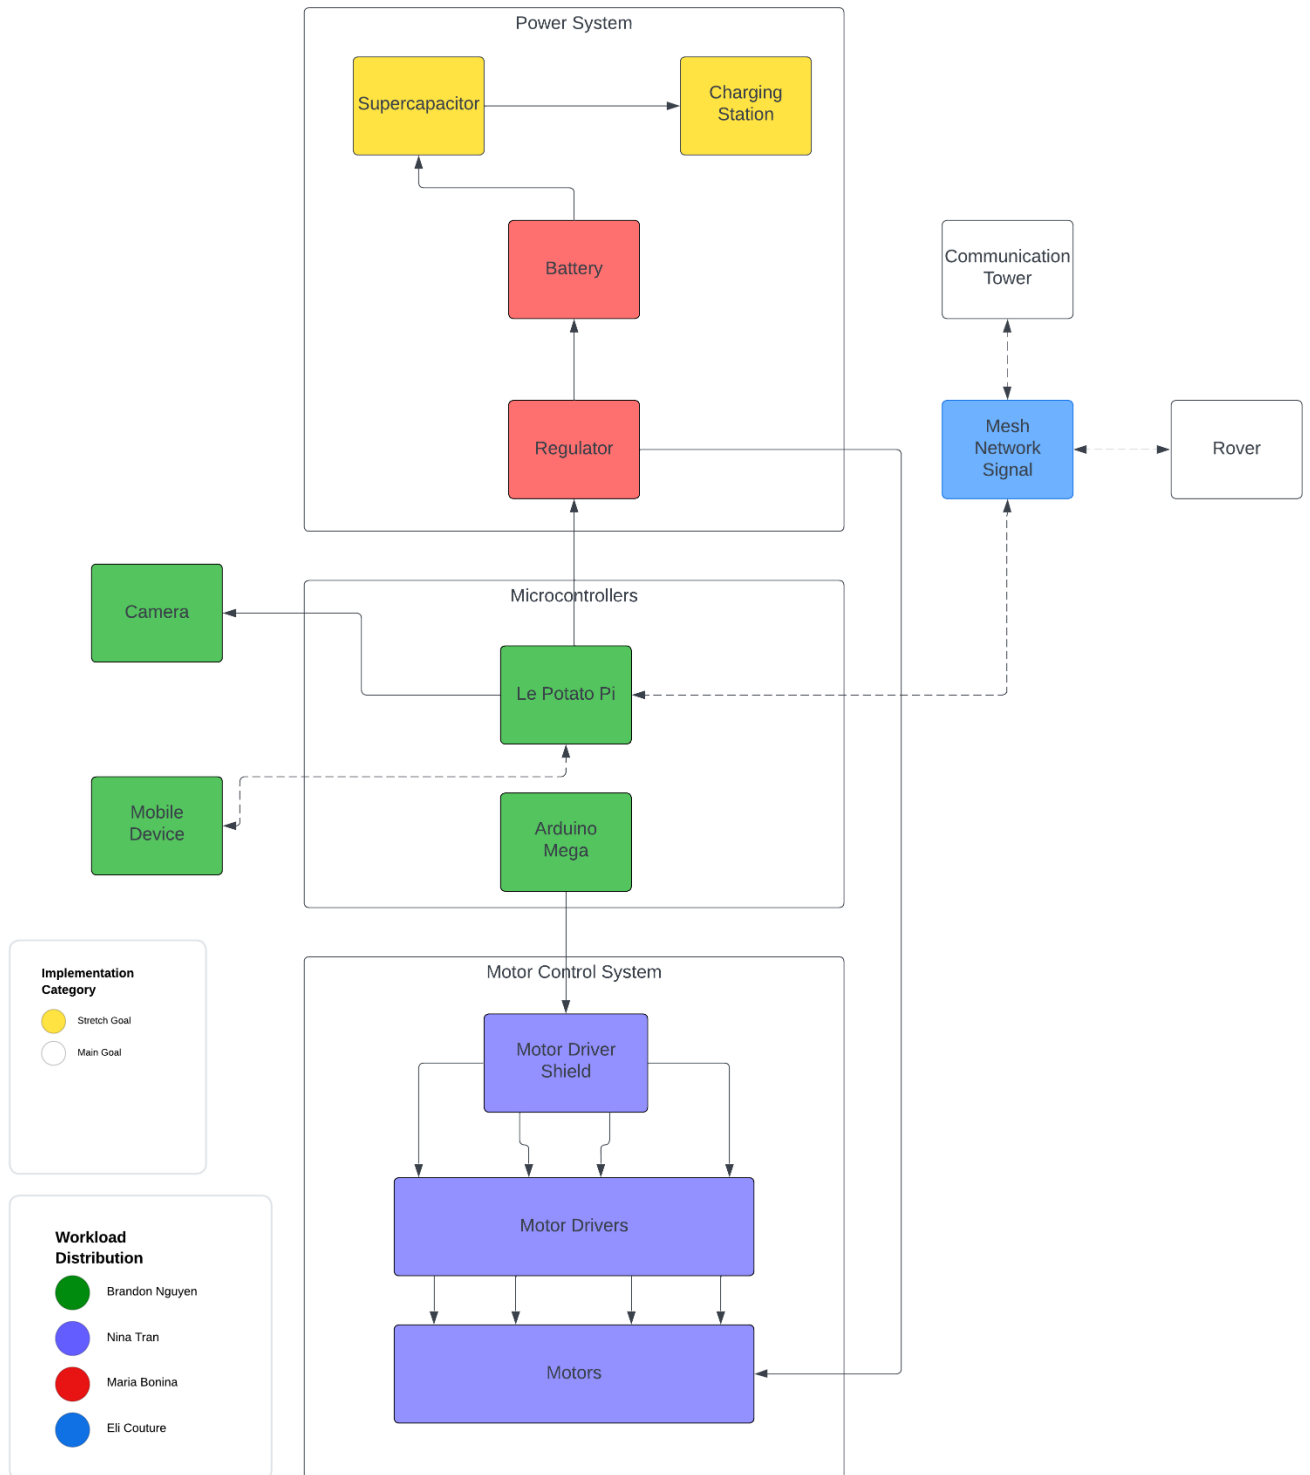 Power System
Supercapacitor
Charging
Station
Battery
Communication
Tower
Regulator
Mesh
Network
Signal
Rover
Camera
Microcontrollers
Le Potato Pi
Mobile
Device
Arduino
Mega
Implementation
Category
Stretch Goal
Main Goal
Motor Control System
Motor Driver
Shield
Motor Drivers
Motors
Workload
Distribution
Brandon Nguyen
Nina Tran
Maria Bonina
Eli Couture